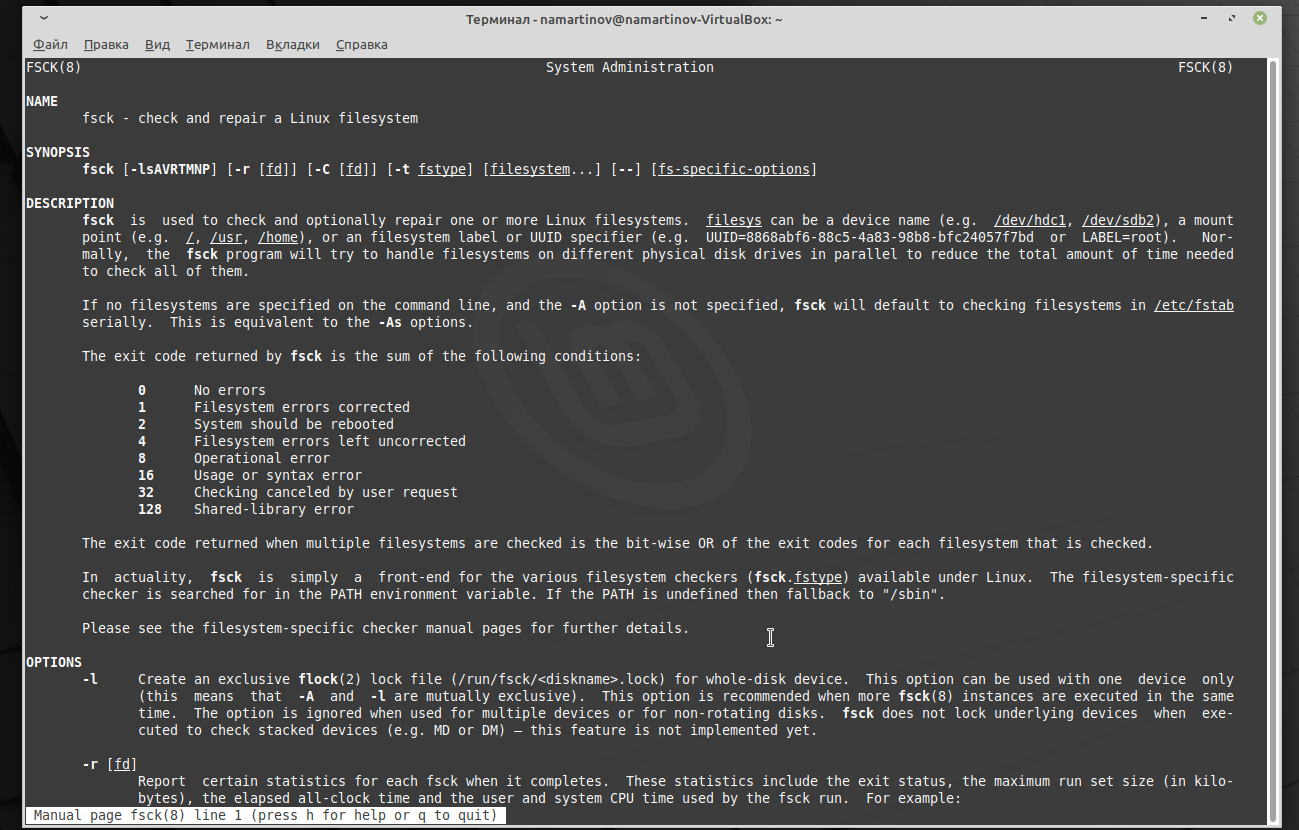 Терминал - namartinov@namartinov-VirtualBox: ~
Файл Правка Вид Терминал Вкладки Справка
FSCK(8) System Administration FSCK(8)
NAME
fsck - check and repair a Linux filesystem
SYNOPSIS
fsck [-lsAVRTMNP] [-r [fd]] [-C [fd]] [-t fstype] [filesystem...] [--] [fs-specific-options]
DESCRIPTION
fsck is used to check and optionally repair one or more Linux filesystems. filesys can be a device name (e.g. /dev/hdc1, /dev/sdb2), a mount
point (e.g. /, /usr, /home), or an filesystem label or UUID specifier (e.g. UUID=8868abf6-88c5-4a83-98b8-bfc24057f7bd or LABEL=root). Nor-
mally, the fsck program will try to handle filesystems on different physical disk drives in parallel to reduce the total amount of time needed
to check all of them.
If no filesystems are specified on the command line, and the -A option is not specified, fsck will default to checking filesystems in /etc/fstab
serially. This is equivalent to the -As options.
The exit code returned by fsck is the sum of the following conditions:
0 No errors
1 Filesystem errors corrected
2 System should be rebooted
4 Filesystem errors left uncorrected
8 Operational error
16 Usage or syntax error
32 Checking canceled by user request
128 Shared-library error
The exit code returned when multiple filesystems are checked is the bit-wise OR of the exit codes for each filesystem that is checked.
In actuality, fsck is simply a front-end for the various filesystem checkers (fsck.fstype) available under Linux. The filesystem-specific
checker is searched for in the PATH environment variable. If the PATH is undefined then fallback to "/sbin".
Please see the filesystem-specific checker manual pages for further details.
OPTIONS
-l Create an exclusive flock(2) lock file (/run/fsck/<diskname>.lock) for whole-disk device. This option can be used with one device only
(this means that -A and -l are mutually exclusive). This option is recommended when more fsck(8) instances are executed in the same
time. The option is ignored when used for multiple devices or for non-rotating disks. fsck does not lock underlying devices when exe-
cuted to check stacked devices (e.g. MD or DM) – this feature is not implemented yet.
-r [fd]
Report certain statistics for each fsck when it completes. These statistics include the exit status, the maximum run set size (in kilo-
bytes), the elapsed all-clock time and the user and system CPU time used by the fsck run. For example:
Manual page fsck(8) line 1 (press h for help or q to quit)